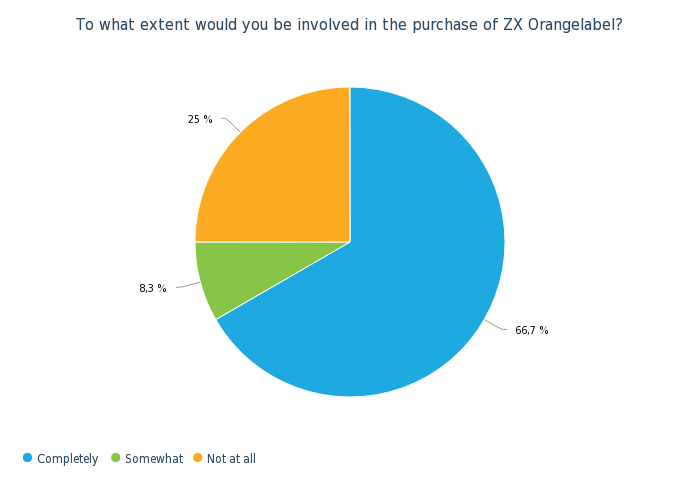 To what extent would you be involved in the purchase of ZX Orangelabel?
25 %
8,3 %
66,7 %
Completely
Somewhat
Not at all